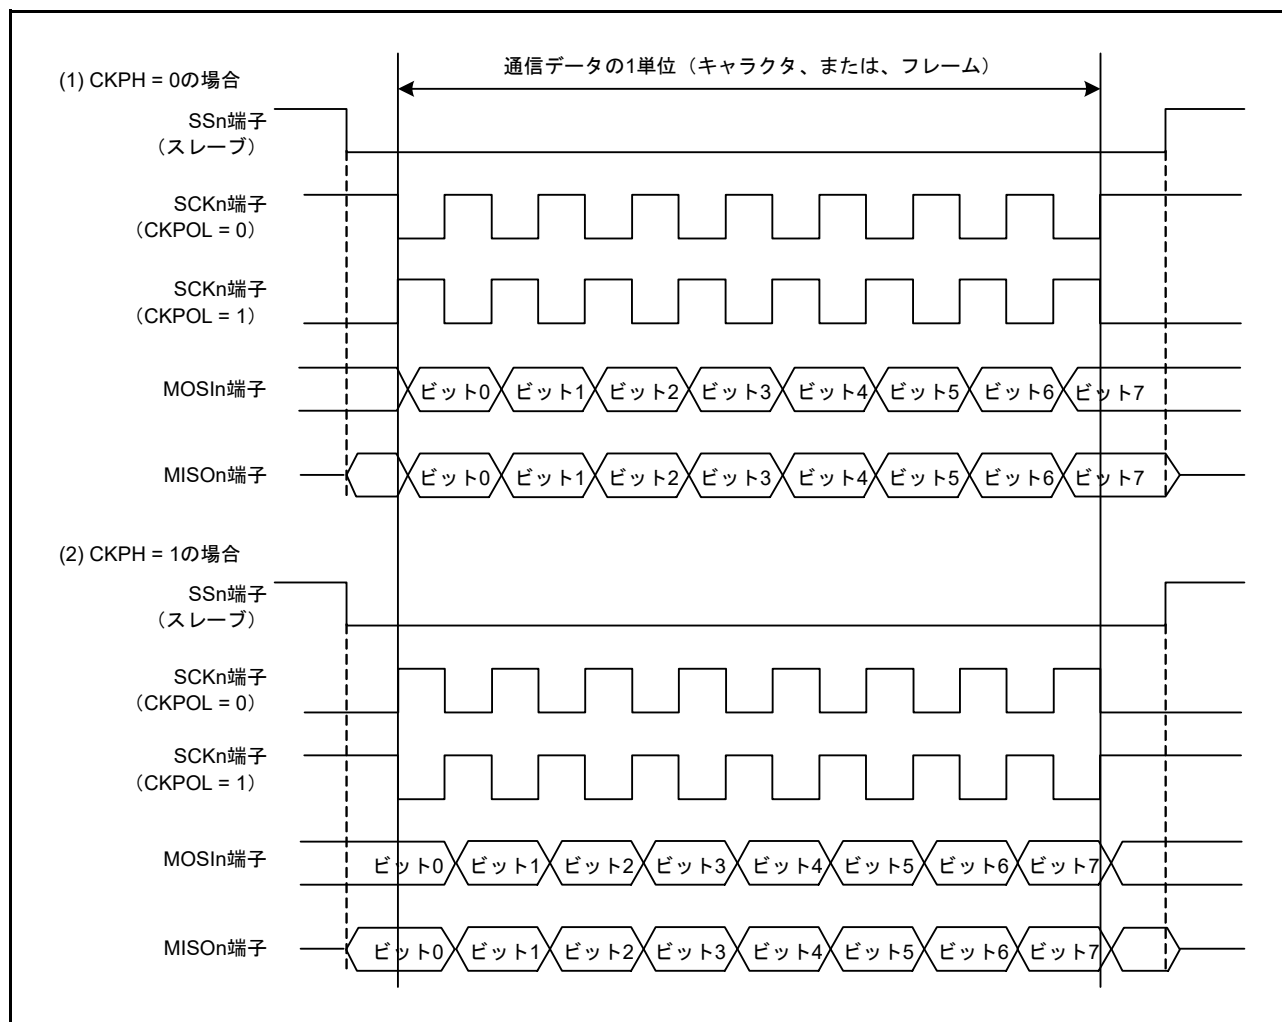 通信データの1単位（キャラクタ、または、フレーム）
(1) CKPH = 0の場合
SSn端子
（スレーブ）
SCKn端子
（CKPOL = 0）
SCKn端子
（CKPOL = 1）
MOSIn端子
ビット0 ビット1 ビット2 ビット3 ビット4 ビット5 ビット6 ビット7
MISOn端子
ビット0 ビット1 ビット2 ビット3 ビット4 ビット5 ビット6 ビット7
(2) CKPH = 1の場合
SSn端子
（スレーブ）
SCKn端子
（CKPOL = 0）
SCKn端子
（CKPOL = 1）
MOSIn端子
ビット0 ビット1 ビット2 ビット3 ビット4 ビット5 ビット6 ビット7
MISOn端子
ビット0 ビット1 ビット2 ビット3 ビット4 ビット5 ビット6 ビット7